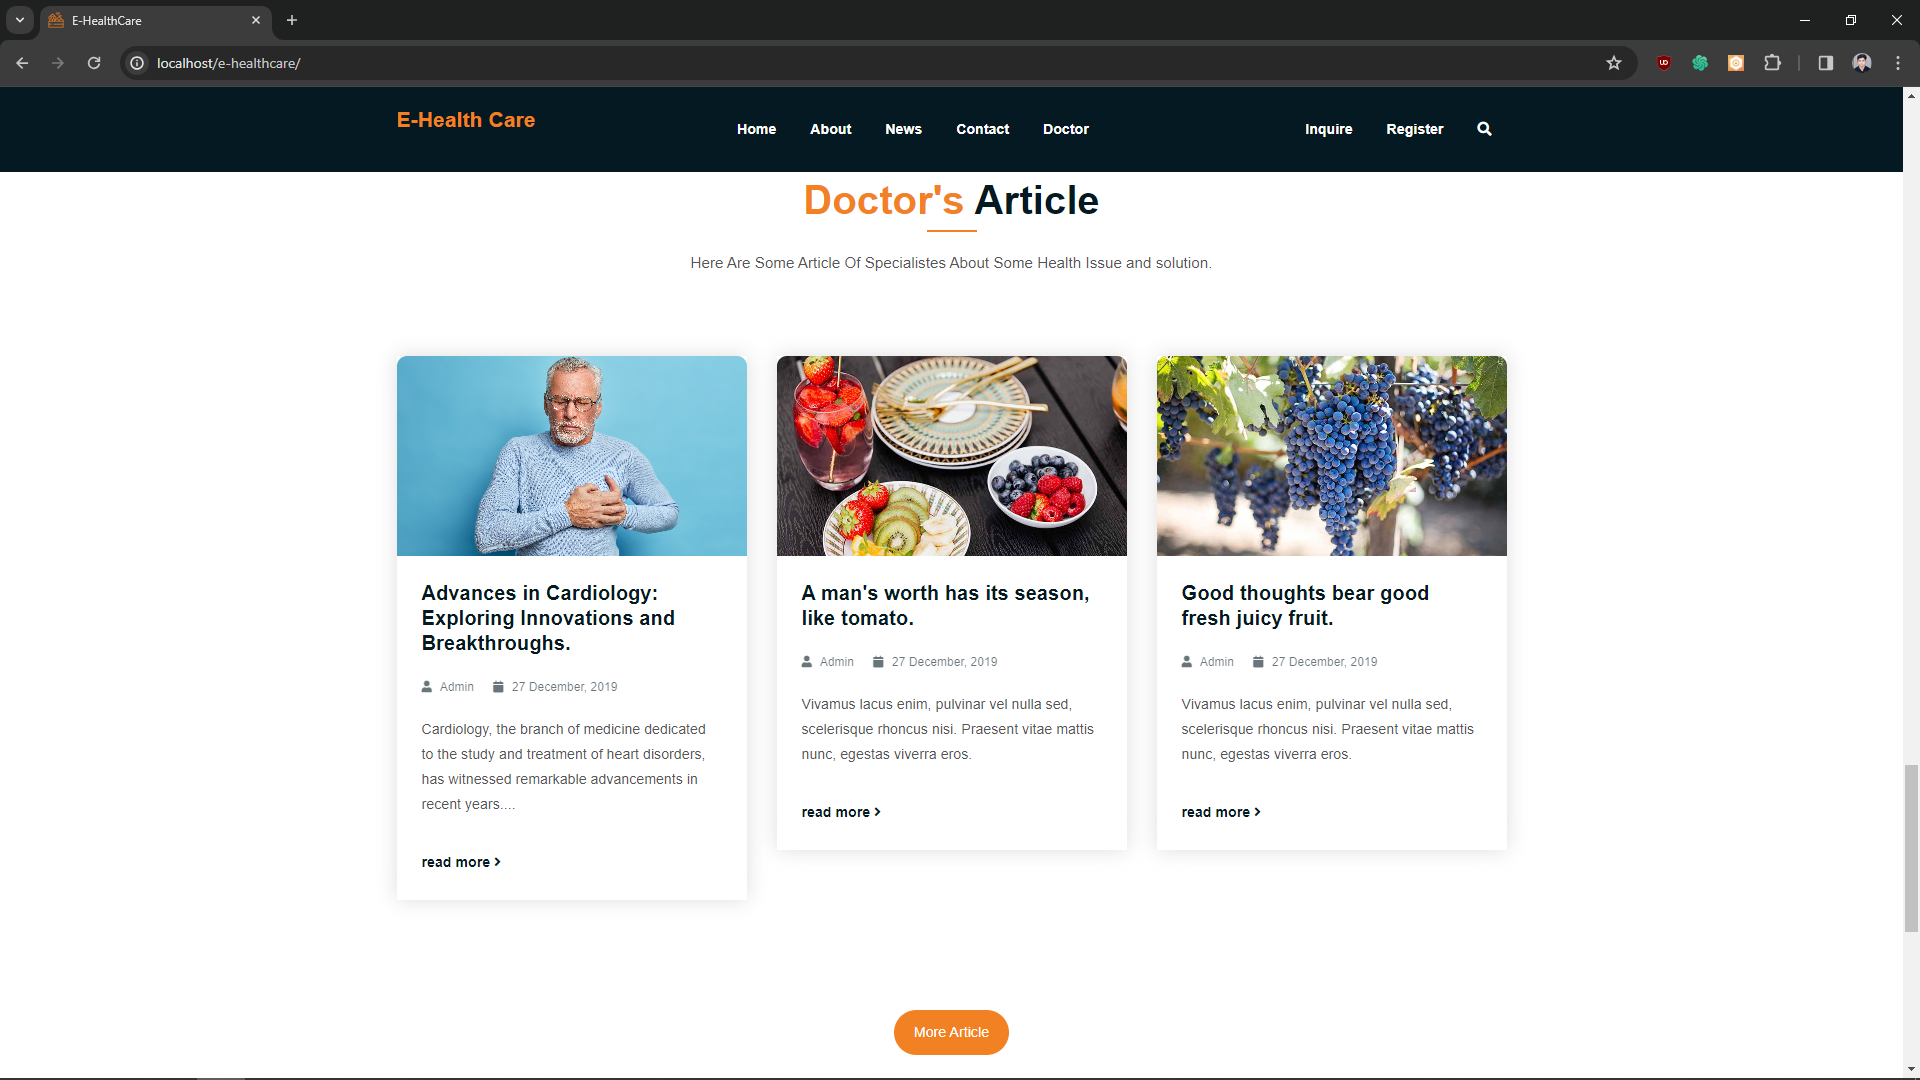 E-HealthCare
localhost/e-healthcare/
E-Health Care
Home About News Contact Doctor Inquire Register
Doctor's Article
Here Are Some Article Of Specialistes About Some Health Issue and solution.
Advances in Cardiology:
Exploring Innovations and
Breakthroughs.
Admin 27 December, 2019
Cardiology, the branch of medicine dedicated
to the study and treatment of heart disorders,
has witnessed remarkable advancements in
recent years....
read more
A man's worth has its season,
like tomato.
Admin 27 December, 2019
Vivamus lacus enim, pulvinar vel nulla sed,
scelerisque rhoncus nisi. Praesent vitae mattis
nunc, egestas viverra eros.
read more
Good thoughts bear good
fresh juicy fruit.
Admin 27 December, 2019
Vivamus lacus enim, pulvinar vel nulla sed,
scelerisque rhoncus nisi. Praesent vitae mattis
nunc, egestas viverra eros.
read more
More Article